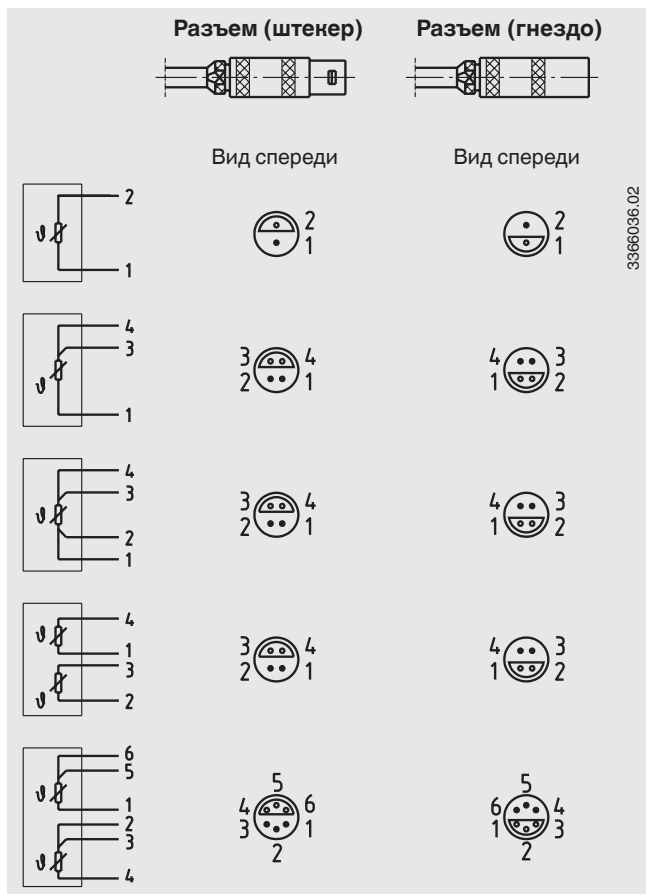 Разъем (штекер) Разъем (гнездо)
Вид спереди Вид спереди
3366036.02
ϑ 2 1
2 1
2 1
ϑ 4 3 1
3 4 2 1
4 3 1 2
ϑ 4 3 2 1
3 4 2 1
4 3 1 2
ϑ 4 1 ϑ 3 2
3 4 2 1
4 3 1 2
ϑ 6 5 1 ϑ 2 3 4
5 4 6 3 1 2
5 6 4 1 3 2